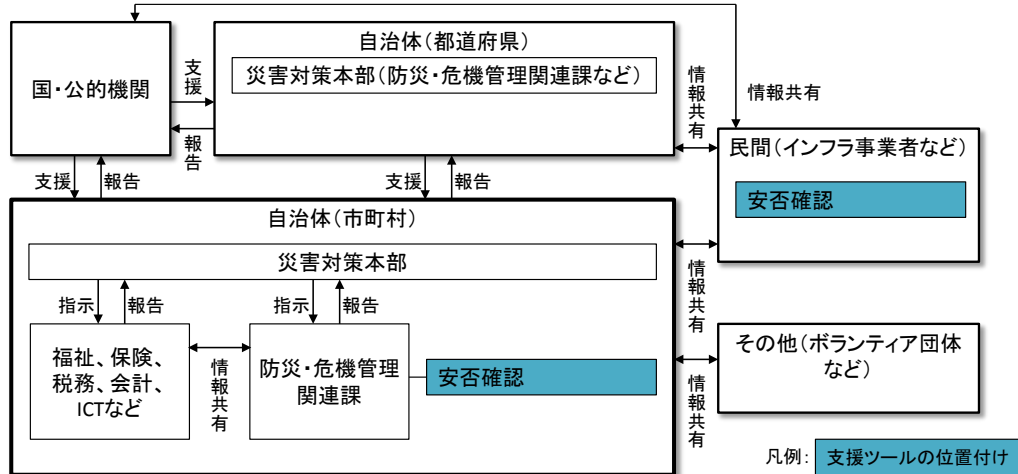 国・公的機関
支援
報告
自治体（都道府県）
災害対策本部（防災・危機管理関連課など）
情報共有
情報共有
民間（インフラ事業者など）
安否確認
支援
報告
支援
報告
自治体（市町村）
災害対策本部
指示
報告
指示
報告
福祉、保険、
税務、会計、
ICTなど
情報共有
防災・危機管理
関連課
安否確認
情報共有
その他（ボランティア団体
など）
情報共有
凡例：
支援ツールの位置付け